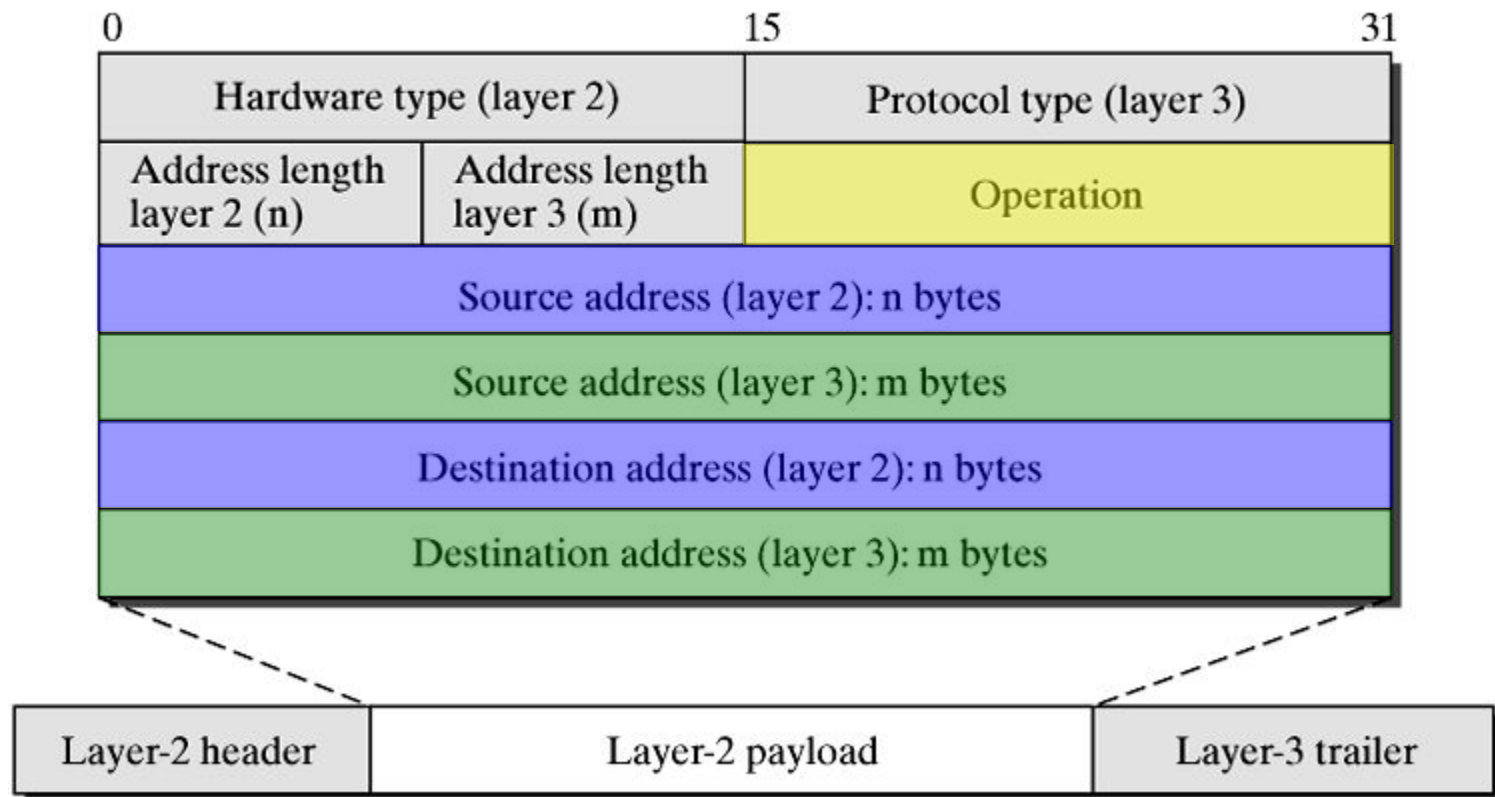 0 15 31
Hardware type (layer 2) Protocol type (layer 3)
Address length
layer 2 (n)
Address length
layer 3 (m)
Operation
Source address (layer 2): n bytes
Source address (layer 3): m bytes
Destination address (layer 2): n bytes
Destination address (layer 3): m bytes
Layer-2 header Layer-2 payload Layer-3 trailer